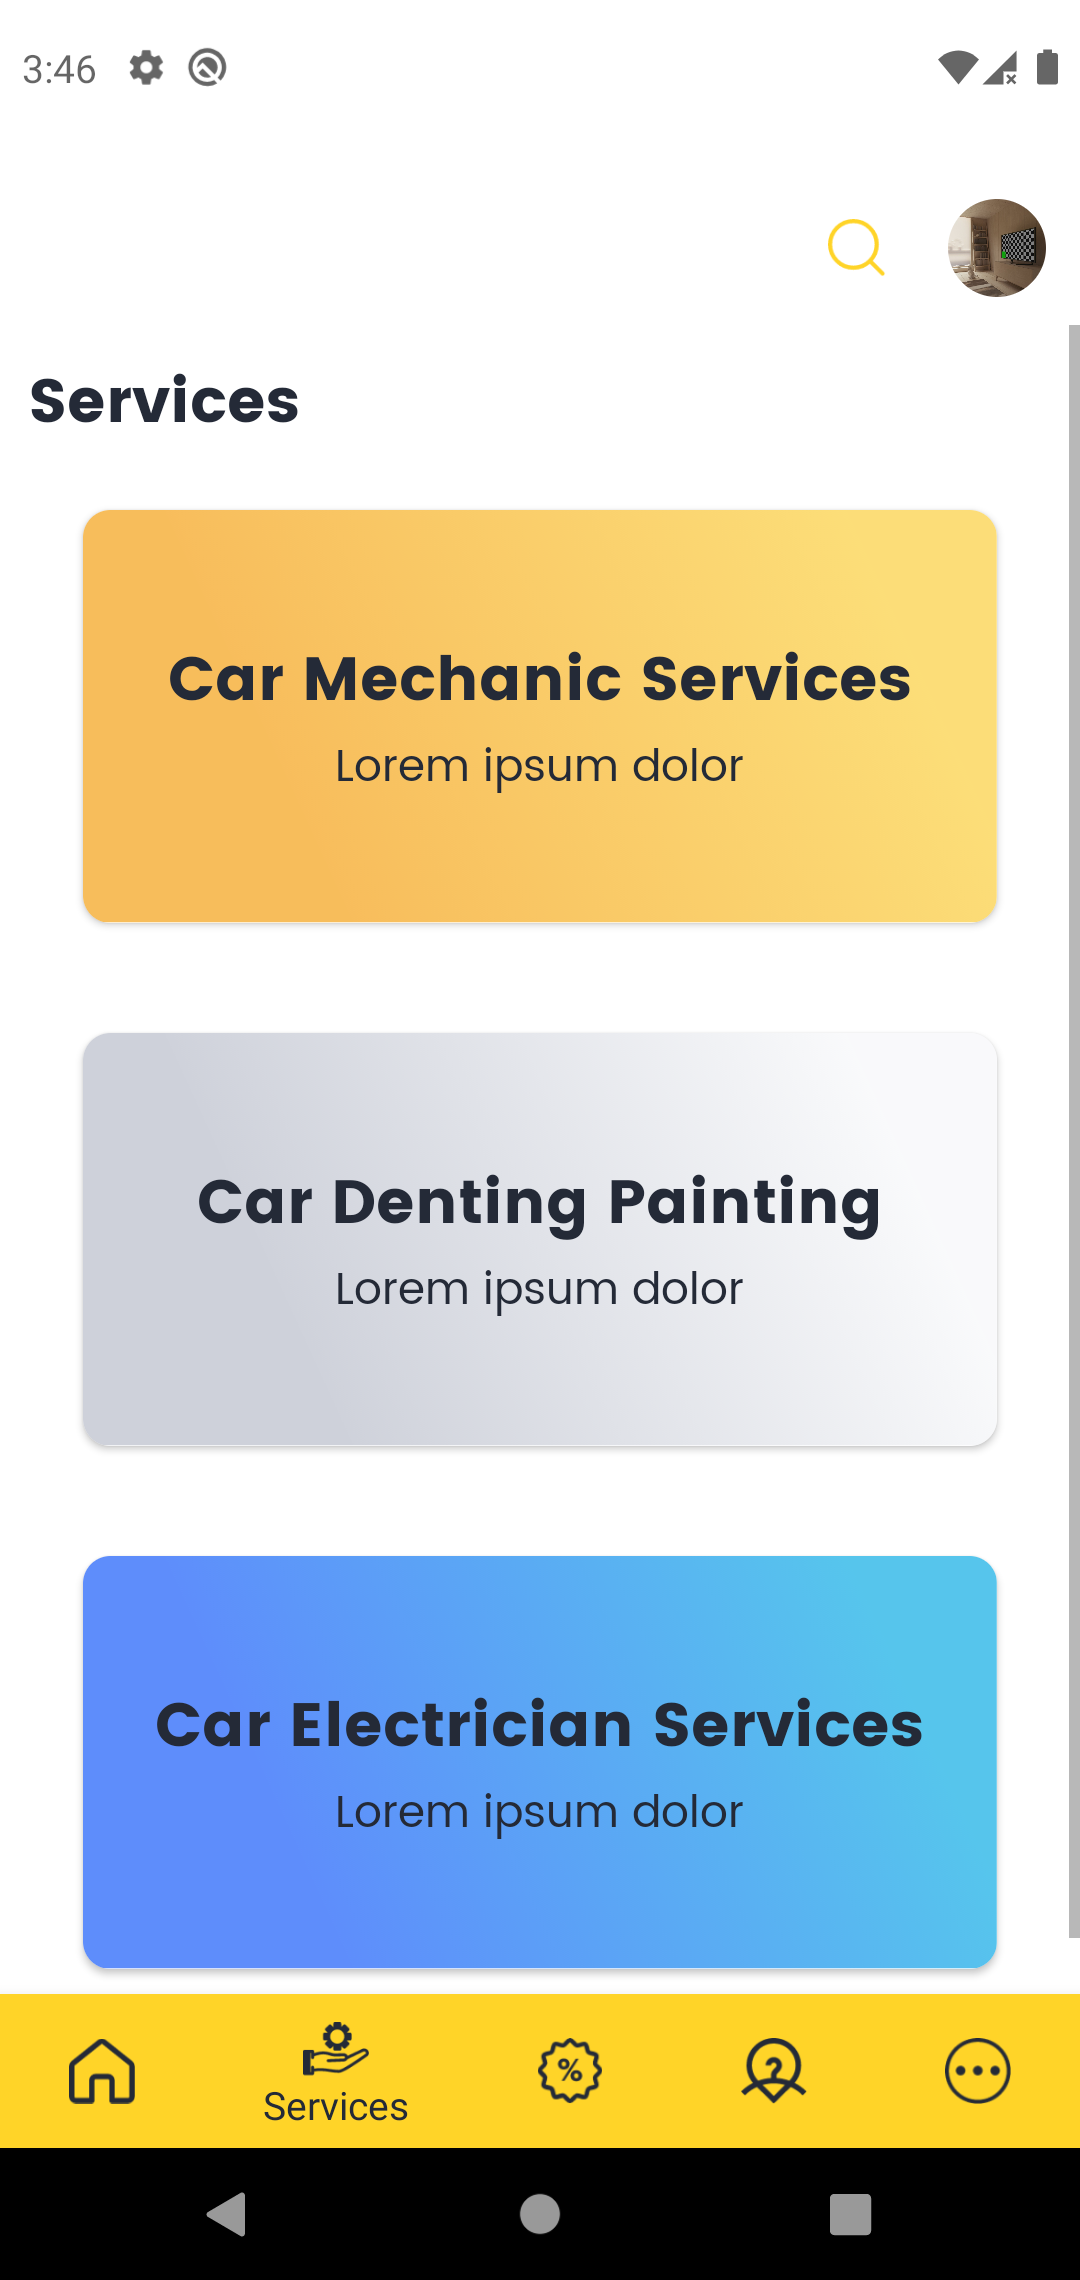 3:46
Services
Car Mechanic Services
Lorem ipsum dolor
Car Denting Painting
Lorem ipsum dolor
Car Electrician Services
Lorem ipsum dolor
%
?
Services